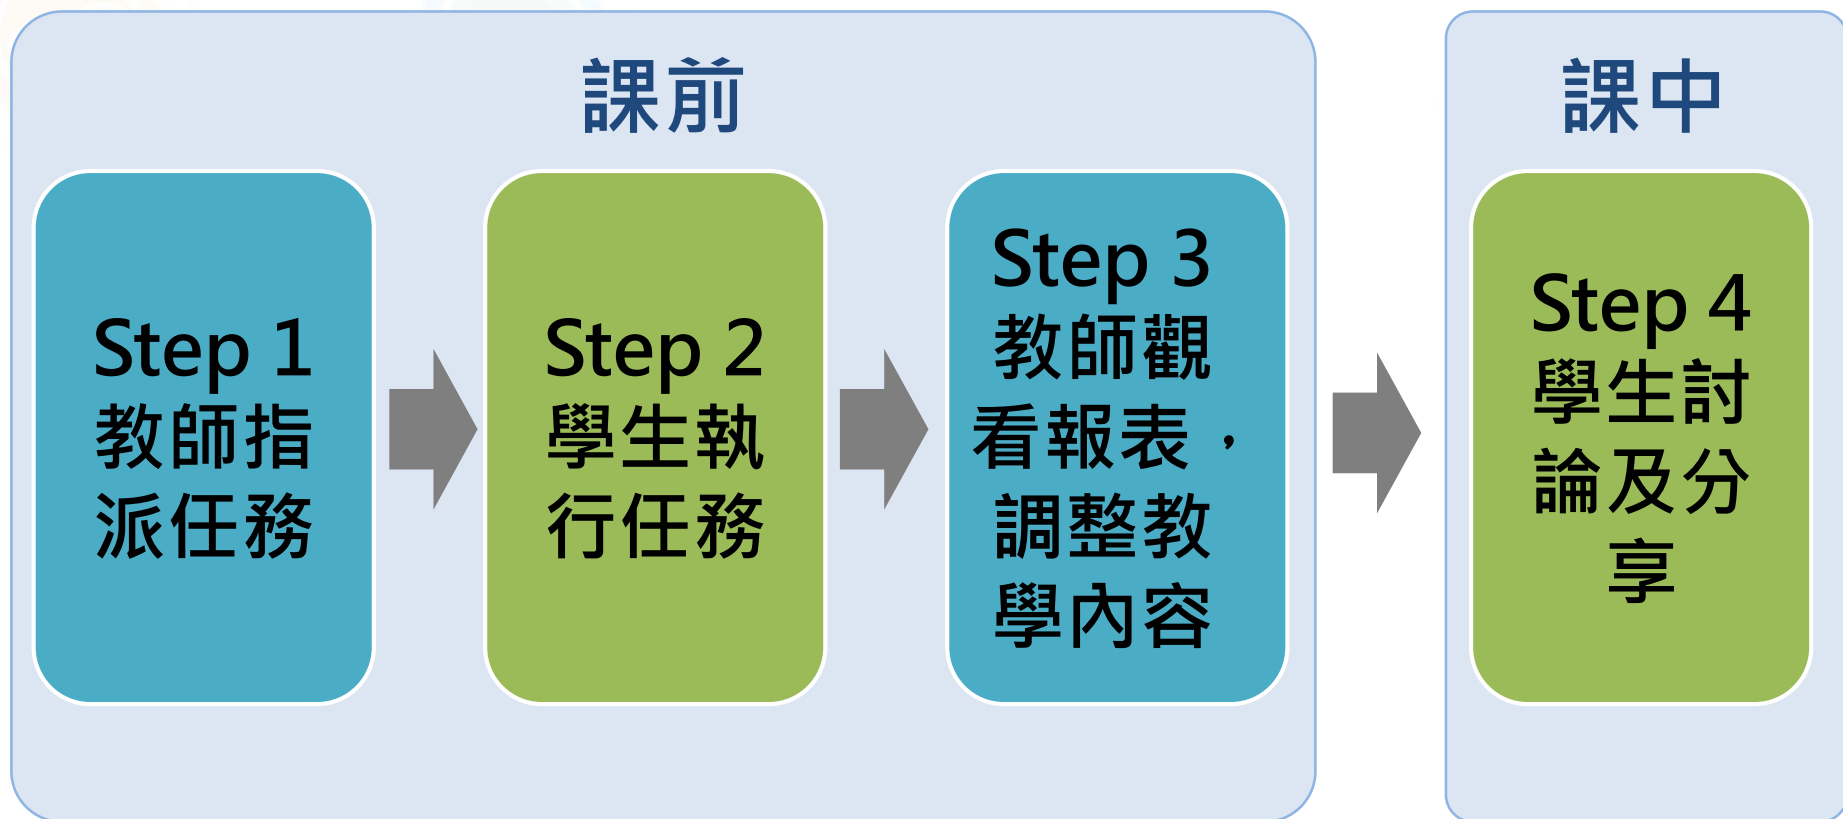 課前
Step 1
教師指
派任務
Step 2
學生執
行任務
Step 3
教師觀
看報表，
調整教
學內容
課中
Step 4
學生討
論及分
享